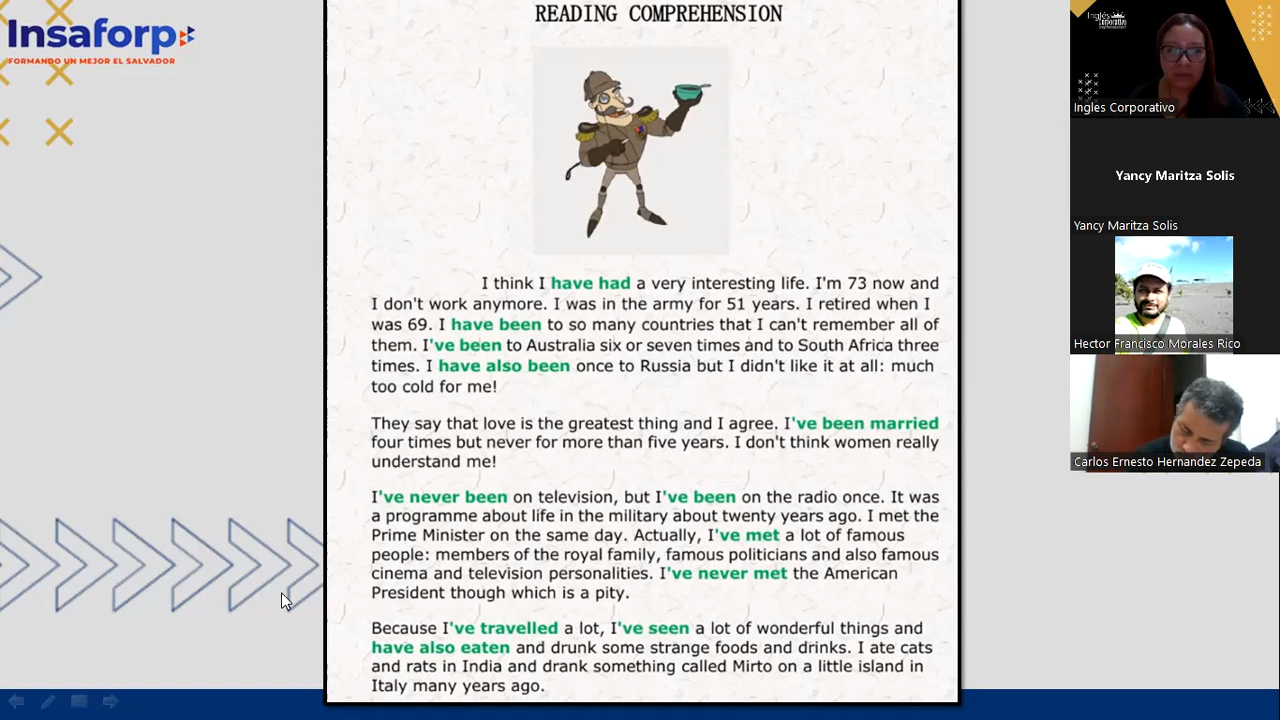 Insaforp
FORMANDO UN MEJOR EL SALVADOR
READING COMPREHENSION
I think I have had a very interesting life. I'm 73 now and
I don't work anymore. I was in the army for 51 years. I retired when I
was 69. I have been to so many countries that I can't remember all of
them. I've been to Australia six or seven times and to South Africa three
times. I have also been once to Russia but I didn't like it at all: much
too cold for me!
They say that love is the greatest thing and I agree. I've been married
four times but never for more than five years. I don't think women really
understand me!
I've never been on television, but I've been on the radio once. It was
a programme about life in the military about twenty years ago. I met the
Prime Minister on the same day. Actually, I've met a lot of famous
people: members of the royal family, famous politicians and also famous
cinema and television personalities. I've never met the American
President though which is a pity.
Because I've travelled a lot, I've seen a lot of wonderful things and
have also eaten and drunk some strange foods and drinks. I ate cats
and rats in India and drank something called Mirto on a little island in
Italy many years ago.
Inglés
Corporativo
Ingles Corporativo
Yancy Maritza Solis
Yancy Maritza Solis
Hector Francisco Morales Rico
Carlos Ernesto Hernandez Zepeda